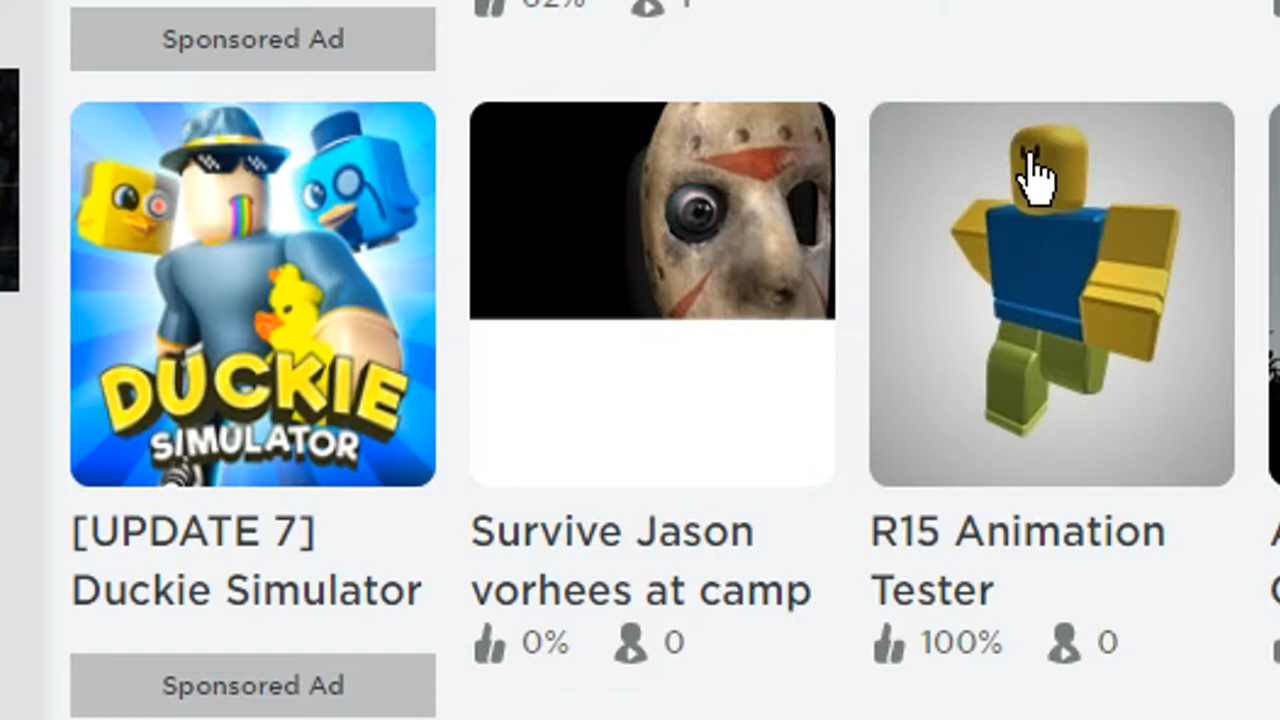 Sponsored Ad
DUCKIE
SIMULATOR
[UPDATE 7]
Duckie Simulator
Sponsored Ad
Survive Jason
vorhees at camp
0% 0
R15 Animation
Tester
100% 0